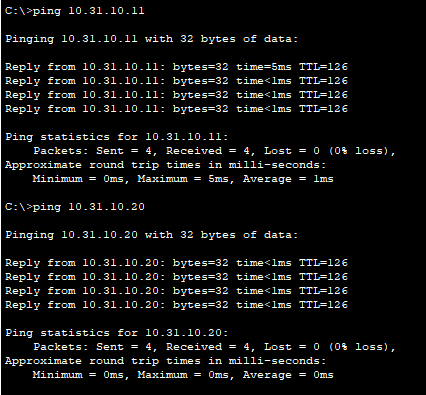 C:\>ping 10.31.10.11
Pinging 10.31.10.11 with 32 bytes of data:
Reply from 10.31.10.11: bytes=32 time=5ms TTL=126
Reply from 10.31.10.11: bytes=32 time<1ms TTL=126
Reply from 10.31.10.11: bytes=32 time<1ms TTL=126
Reply from 10.31.10.11: bytes=32 time<1ms TTL=126
Ping statistics for 10.31.10.11:
    Packets: Sent = 4, Received = 4, Lost = 0 (0% loss),
Approximate round trip times in milli-seconds:
    Minimum = 0ms, Maximum = 5ms, Average = 1ms
C:\>ping 10.31.10.20
Pinging 10.31.10.20 with 32 bytes of data:
Reply from 10.31.10.20: bytes=32 time<1ms TTL=126
Reply from 10.31.10.20: bytes=32 time<1ms TTL=126
Reply from 10.31.10.20: bytes=32 time<1ms TTL=126
Reply from 10.31.10.20: bytes=32 time<1ms TTL=126
Ping statistics for 10.31.10.20:
    Packets: Sent = 4, Received = 4, Lost = 0 (0% loss),
Approximate round trip times in milli-seconds:
    Minimum = 0ms, Maximum = 0ms, Average = 0ms